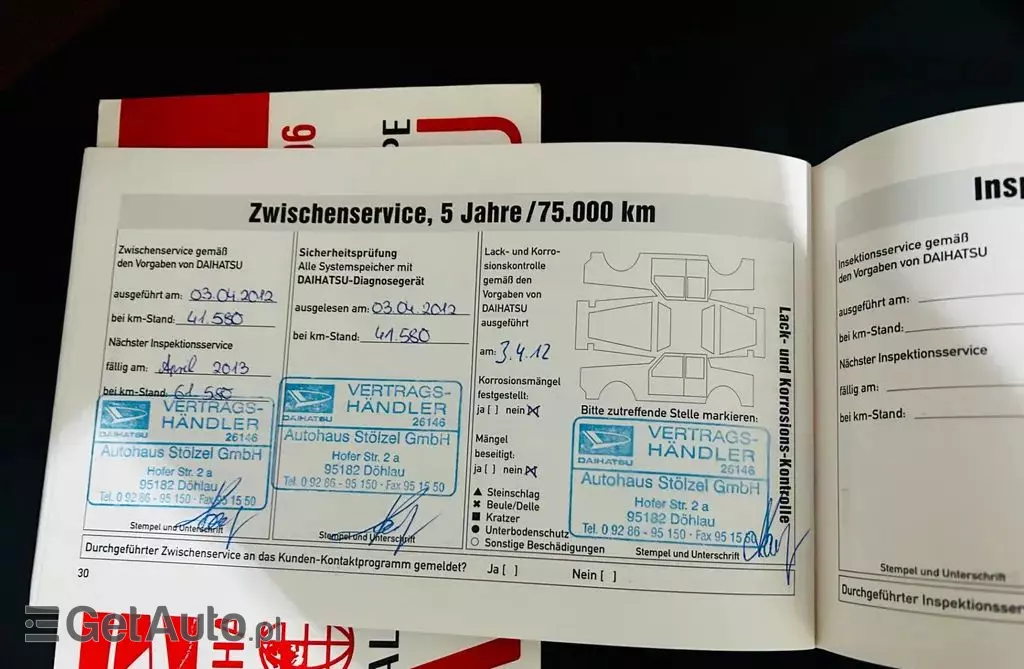 06
PE
Zwischenservice, 5 Jahre/75.000 km
Zwischenservice gemäß
den Vorgaben von DAIHATSU
ausgeführt am: 03.04.2012
bei km-Stand: 41.580
Nächster Inspektionsservice
fällig am: April 2013
bei km-Stand: 61.580
DAIHATSU
VERTRAGS-
HÄNDLER
26146
Autohaus Stölzel GmbH
Hofer Str. 2 a
95182 Döhlau
Tel. 0 92 86 - 95 150 · Fax 95 15 50
Stempel und Unterschrift
Sicherheitsprüfung
Alle Systemspeicher mit
DAIHATSU-Diagnosegerät
ausgelesen am: 03.04.2012
bei km-Stand: 41.580
DAIHATSU
VERTRAGS-
HÄNDLER
26146
Autohaus Stölzel GmbH
Hofer Str. 2 a
95182 Döhlau
Tel. 0 92 86 - 95 150 · Fax 95 15 50
Stempel und Unterschrift
Lack- und Korro-
sionskontrolle
gemäß den
Vorgaben von
DAIHATSU
ausgeführt
am: 3.4.12
Korrosionsmängel
festgestellt:
ja [ ] nein [x]
Mängel
beseitigt:
ja [ ] nein [x]
▲ Steinschlag
✖ Beule/Delle
■ Kratzer
● Unterbodenschutz
○ Sonstige Beschädigungen
Bitte zutreffende Stelle markieren:
DAIHATSU
VERTRAGS-
HÄNDLER
26146
Autohaus Stölzel GmbH
Hofer Str. 2 a
95182 Döhlau
Tel. 0 92 86 - 95 150 · Fax 95 15 50
Stempel und Unterschrift
Lack- und Korrosions-Kontrolle
Durchgeführter Zwischenservice an das Kunden-Kontaktprogramm gemeldet? Ja [ ] Nein [ ]
30
Insp
Inspektionsservice gemäß
den Vorgaben von DAIHATSU
ausgeführt am:
bei km-Stand:
Nächster Inspektionsservice
fällig am:
bei km-Stand:
Stempel und Unterschrift
Durchgeführter Inspektionsser
GetAuto.pl